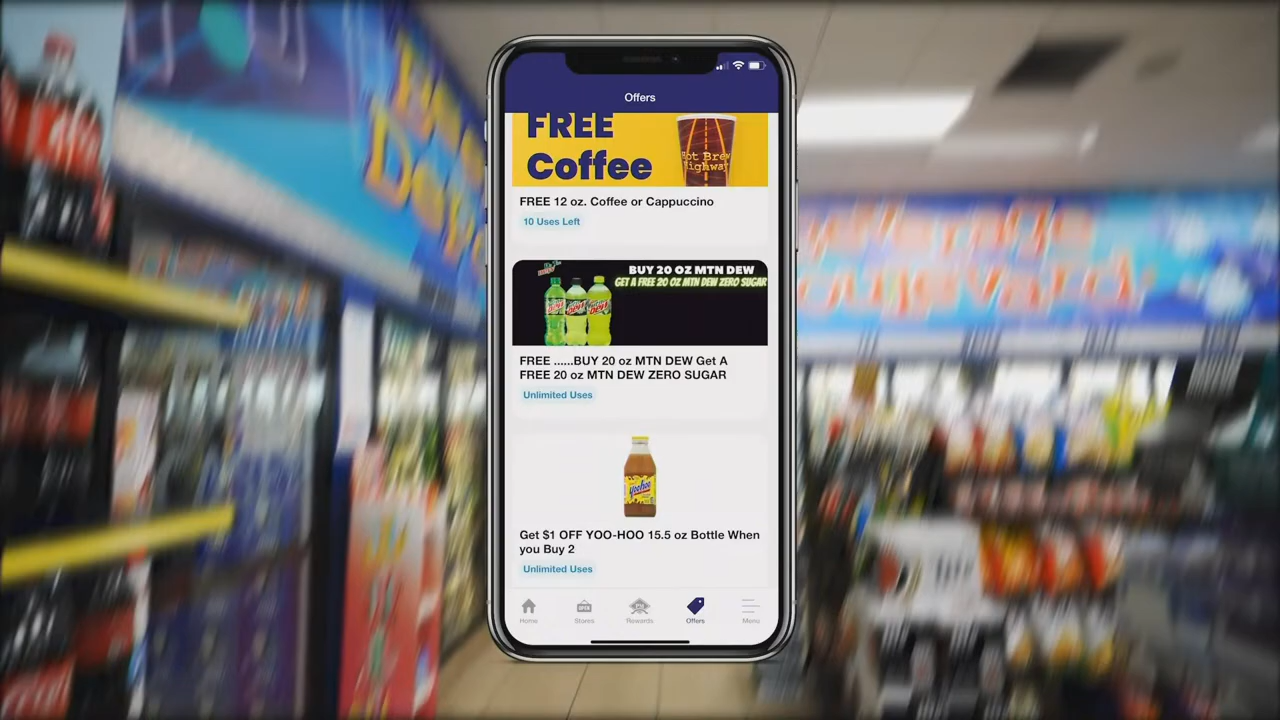 Offers
FREE
Coffee
Hot Brew
Highway
FREE 12 oz. Coffee or Cappuccino
10 Uses Left
BUY 20 OZ MTN DEW
GET A FREE 20 OZ MTN DEW ZERO SUGAR
FREE ......BUY 20 oz MTN DEW Get A
FREE 20 oz MTN DEW ZERO SUGAR
Unlimited Uses
Yoo-hoo
Get $1 OFF YOO-HOO 15.5 oz Bottle When
you Buy 2
Unlimited Uses
Home
OPEN
Stores
Rewards
Offers
Menu